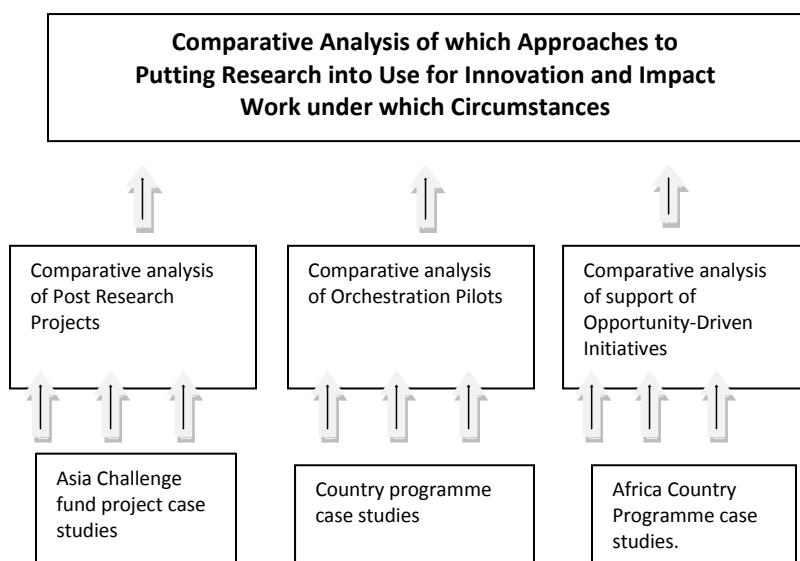 Comparative Analysis of which Approaches to
Putting Research into Use for Innovation and Impact
Work under which Circumstances
Comparative analysis
of Post Research
Projects
Comparative analysis
of Orchestration Pilots
Comparative analysis
of support of
Opportunity-Driven
Initiatives
Asia Challenge
fund project case
studies
Country programme
case studies
Africa Country
Programme case
studies.